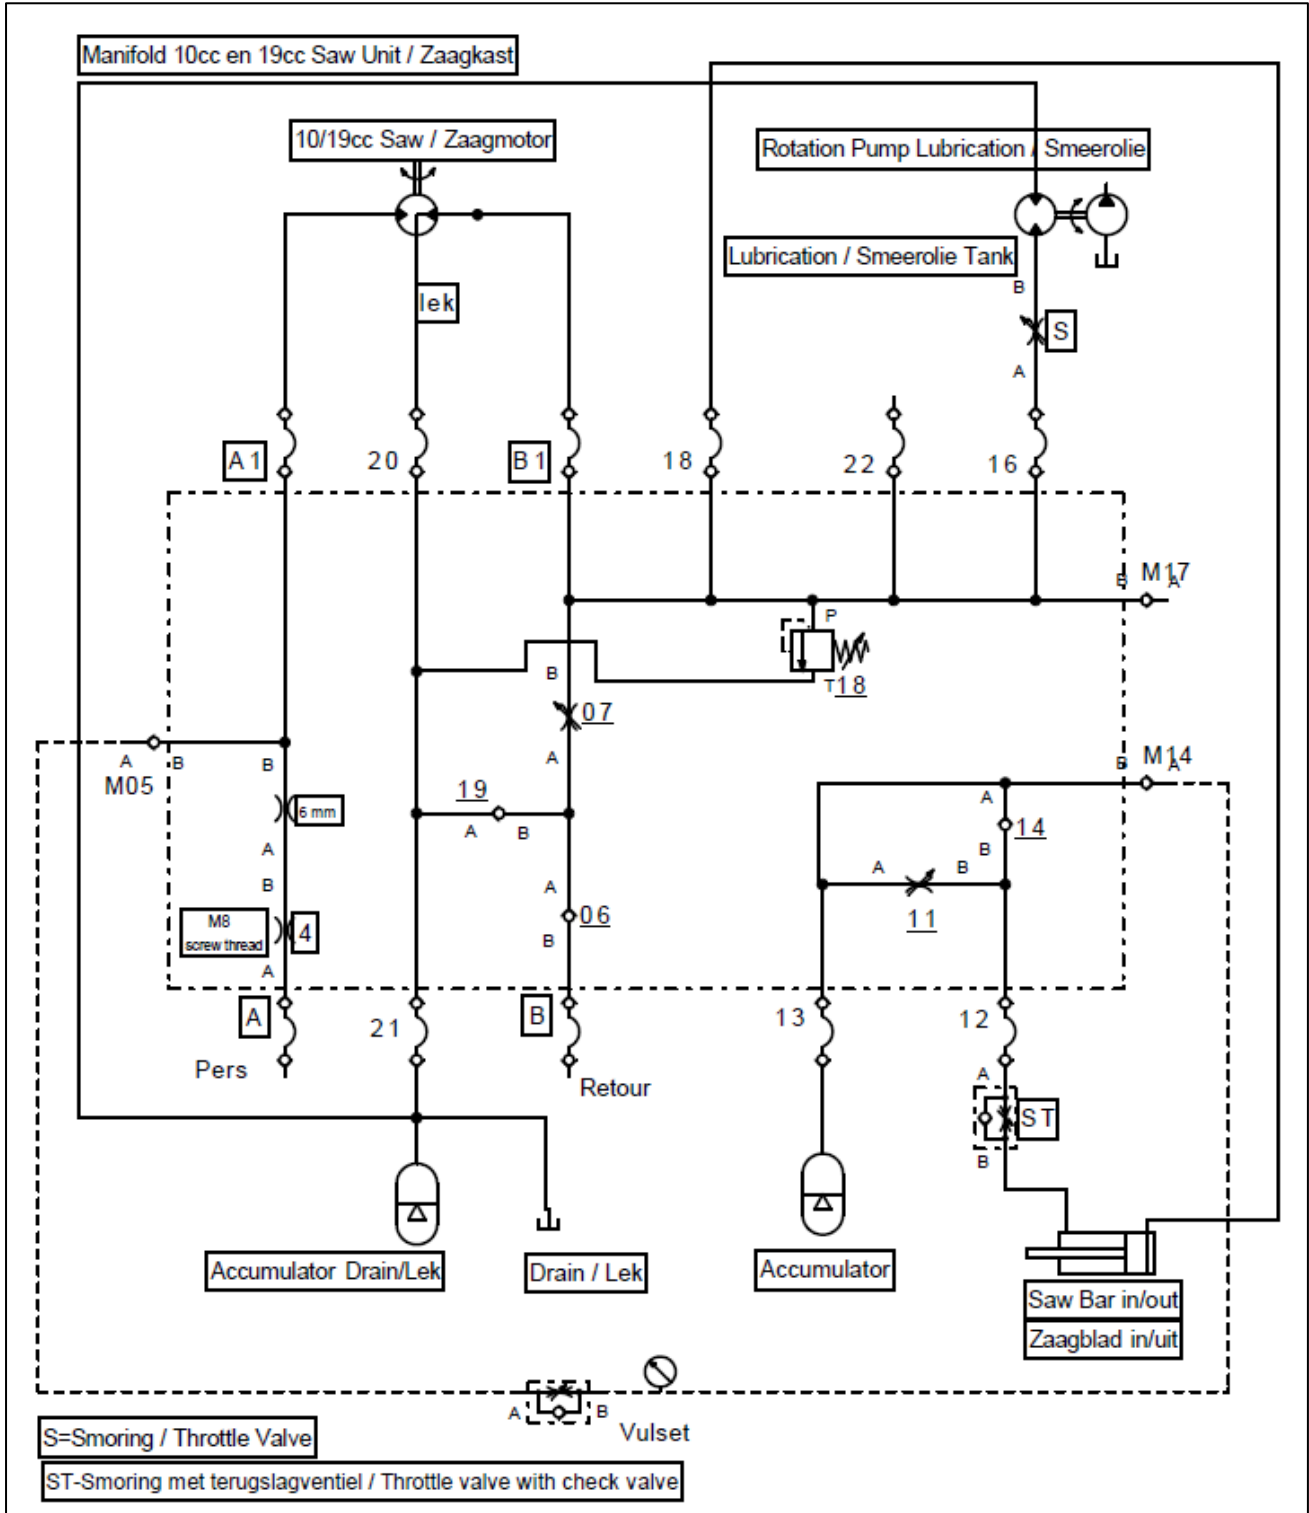 Manifold 10cc en 19cc Saw Unit / Zaagkast
10/19cc Saw / Zaagmotor
Rotation Pump Lubrication / Smeerolie
Lubrication / Smeerolie Tank
B
lek
S
A
A1
20
B1
18
22
16
B M17 A
P
B
T 18
07
A B
M05
B
A
B M14 A
19
A B
6 mm
A
14
B
A
B
A B
11
M8
screw thread
4
A
A
06
B
A
21
B
13
12
Pers
Retour
A
ST
B
Accumulator Drain/Lek
Drain / Lek
Accumulator
Saw Bar in/out
Zaagblad in/uit
A B
Vulset
S=Smoring / Throttle Valve
ST-Smoring met terugslagventiel / Throttle valve with check valve